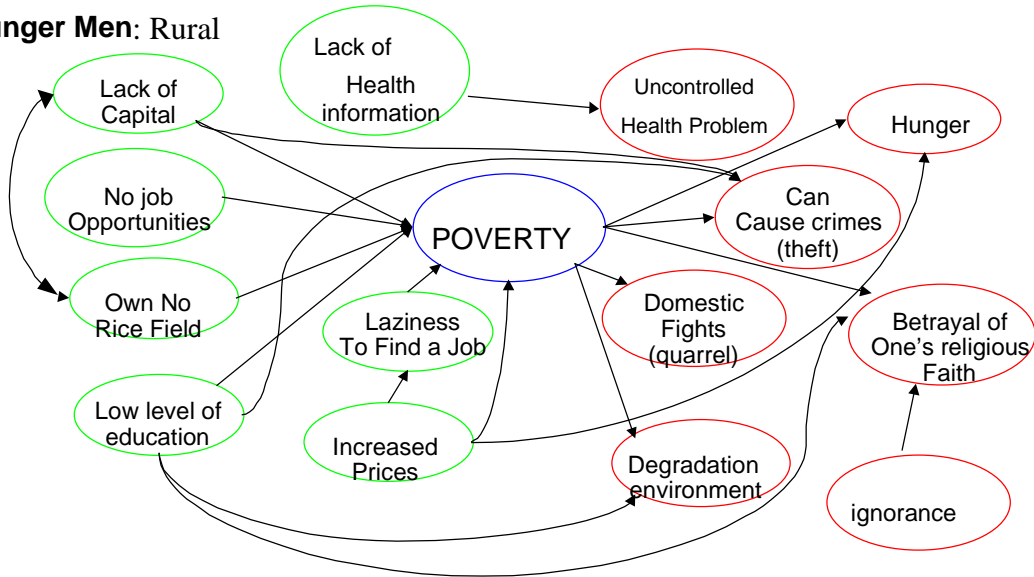 unger Men: Rural
Lack of
Health
information
Lack of
Capital
Uncontrolled
Health Problem
Hunger
No job
Opportunities
Can
Cause crimes
(theft)
POVERTY
Own No
Rice Field
Laziness
To Find a Job
Domestic
Fights
(quarrel)
Betrayal of
One's religious
Faith
Low level of
education
Increased
Prices
Degradation
environment
ignorance